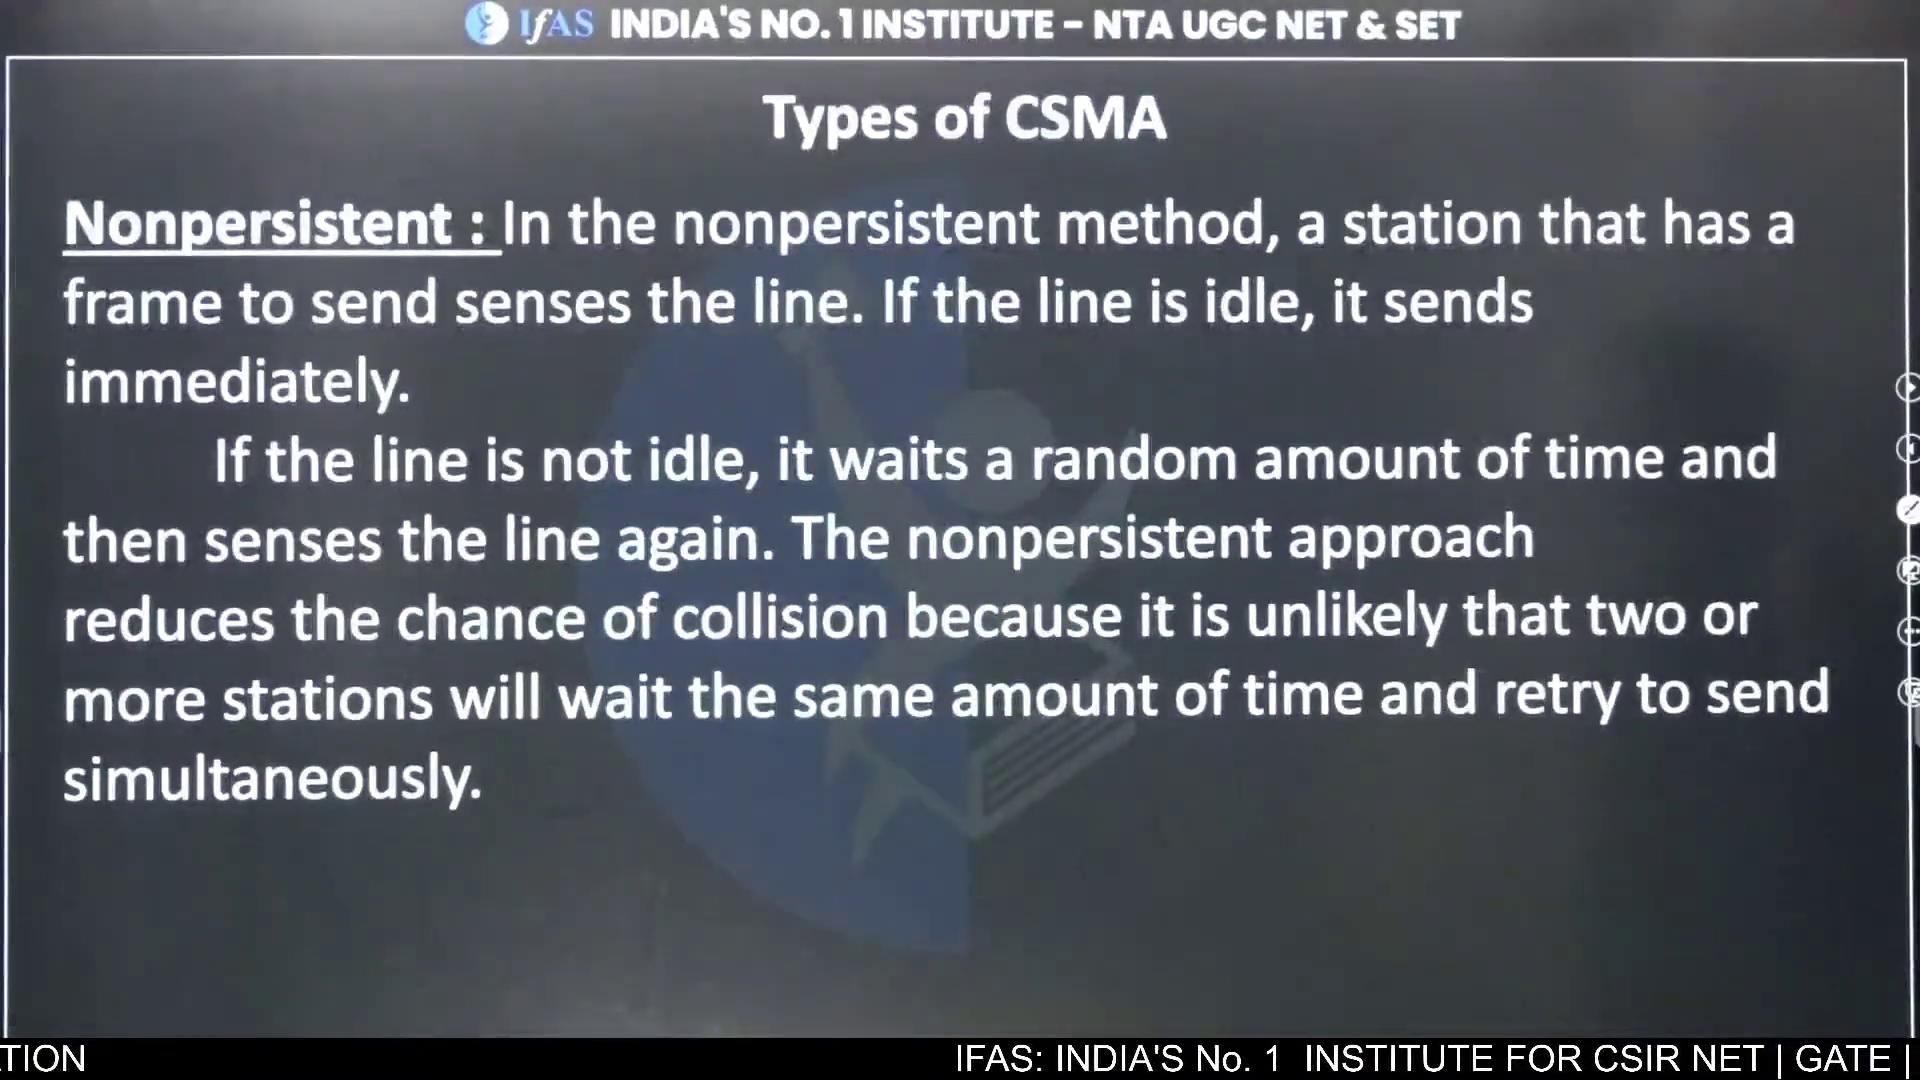 IfAS INDIA'S NO. 1 INSTITUTE – NTA UGC NET & SET
Types of CSMA
Nonpersistent : In the nonpersistent method, a station that has a
frame to send senses the line. If the line is idle, it sends
immediately.
If the line is not idle, it waits a random amount of time and
then senses the line again. The nonpersistent approach
reduces the chance of collision because it is unlikely that two or
more stations will wait the same amount of time and retry to send
simultaneously.
TION IFAS: INDIA'S No. 1 INSTITUTE FOR CSIR NET | GATE |